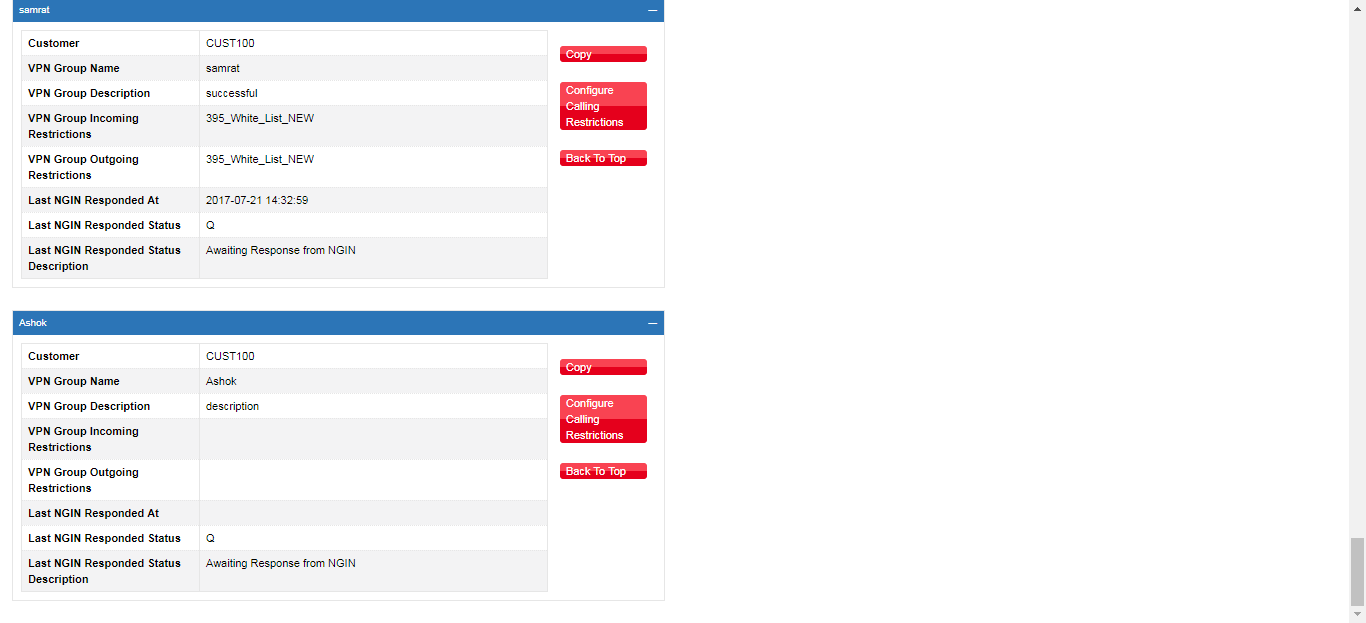 samrat
Customer CUST100
VPN Group Name samrat
VPN Group Description successful
VPN Group Incoming 395_White_List_NEW
Restrictions
VPN Group Outgoing 395_White_List_NEW
Restrictions
Last NGIN Responded At 2017-07-21 14:32:59
Last NGIN Responded Status Q
Last NGIN Responded Status Awaiting Response from NGIN
Description
Copy
Configure
Calling
Restrictions
Back To Top
Ashok
Customer CUST100
VPN Group Name Ashok
VPN Group Description description
VPN Group Incoming
Restrictions
VPN Group Outgoing
Restrictions
Last NGIN Responded At
Last NGIN Responded Status Q
Last NGIN Responded Status Awaiting Response from NGIN
Description
Copy
Configure
Calling
Restrictions
Back To Top